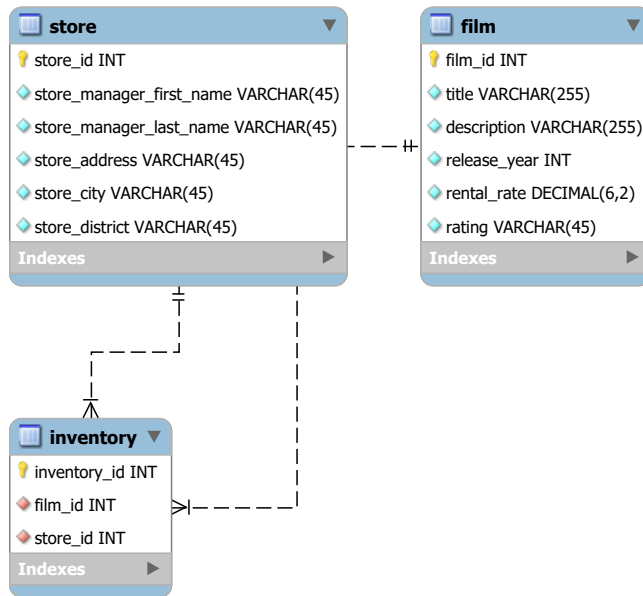 store
store_id INT
store_manager_first_name VARCHAR(45)
store_manager_last_name VARCHAR(45)
store_address VARCHAR(45)
store_city VARCHAR(45)
store_district VARCHAR(45)
Indexes
film
film_id INT
title VARCHAR(255)
description VARCHAR(255)
release_year INT
rental_rate DECIMAL(6,2)
rating VARCHAR(45)
Indexes
inventory
inventory_id INT
film_id INT
store_id INT
Indexes